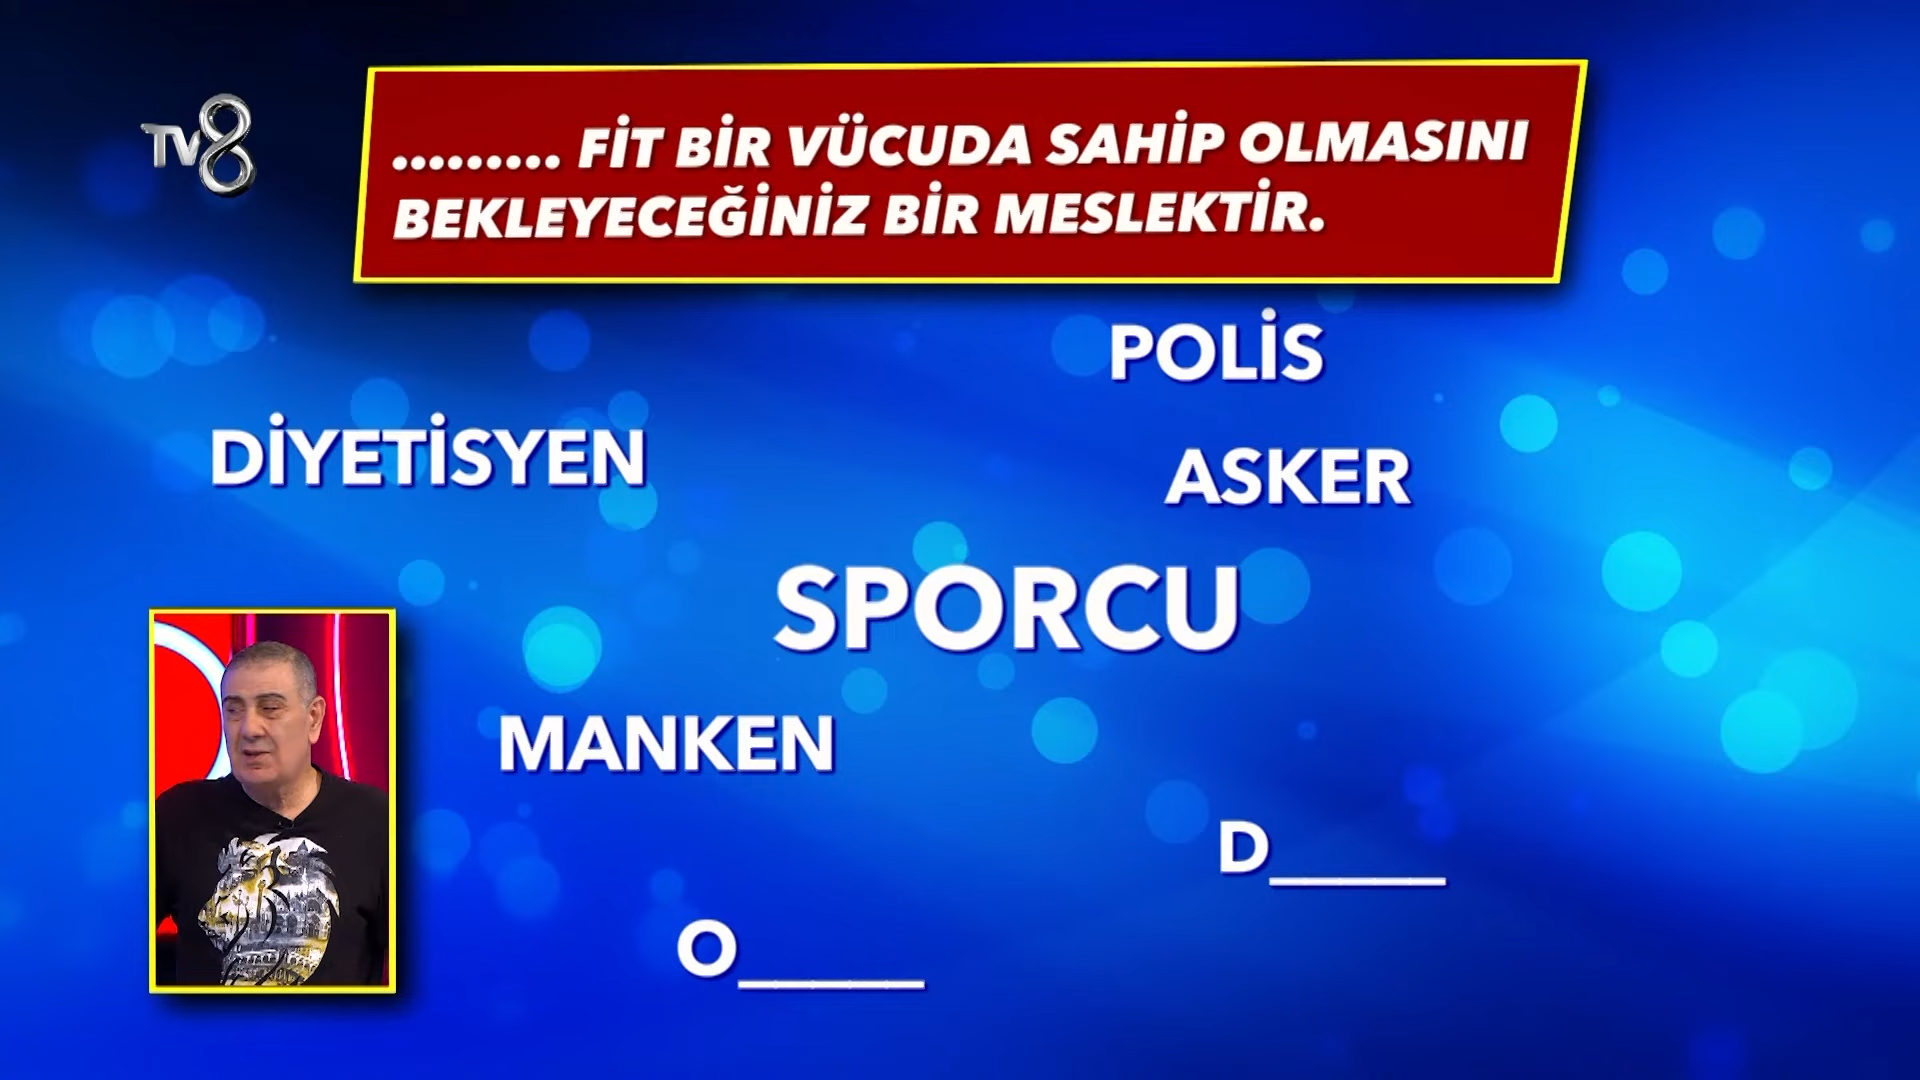 TV8
......... FİT BİR VÜCUDA SAHİP OLMASINI
BEKLEYECEĞİNİZ BİR MESLEKTİR.
POLİS
DİYETİSYEN
ASKER
SPORCU
MANKEN
D_____
O_____